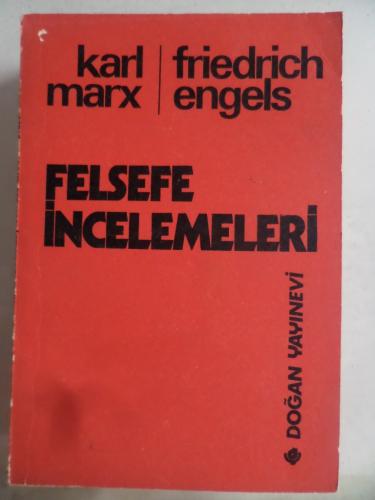 karl marx
friedrich engels
FELSEFE
İNCELEMELERİ
DOĞAN YAYINEVİ